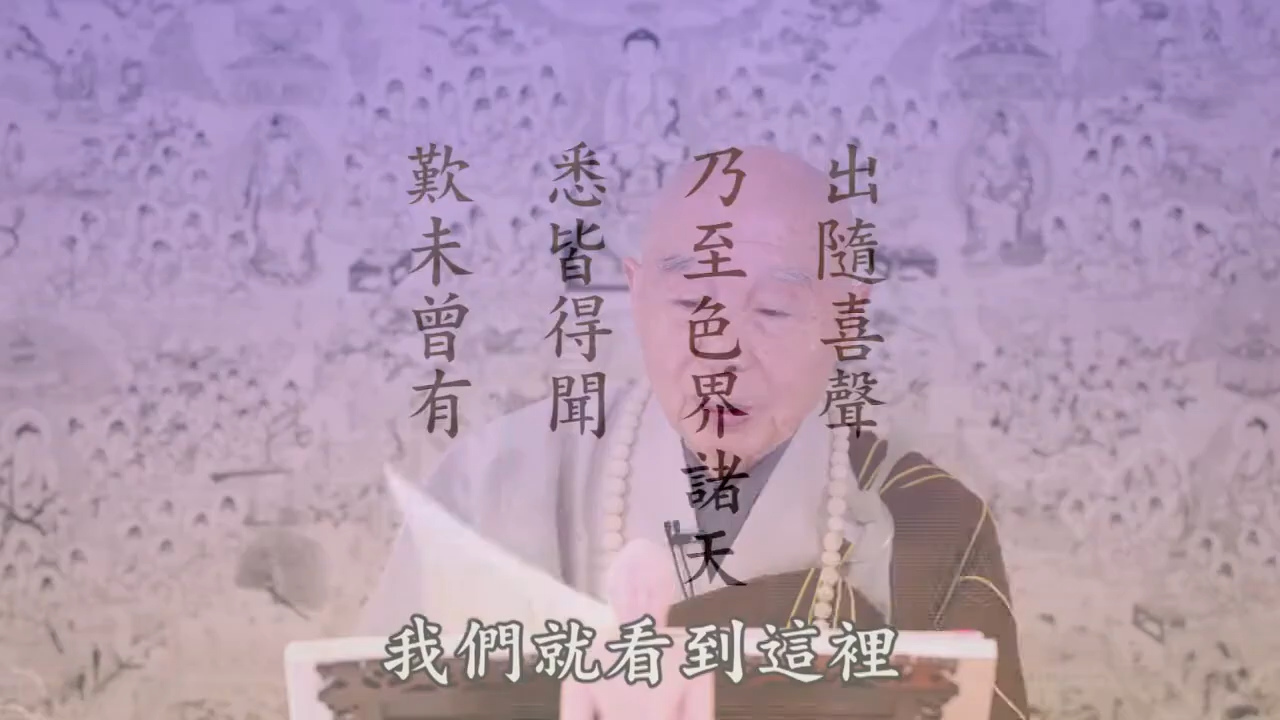 出隨喜聲
乃至色界諸天
悉皆得聞
歎未曾有
我們就看到這裡